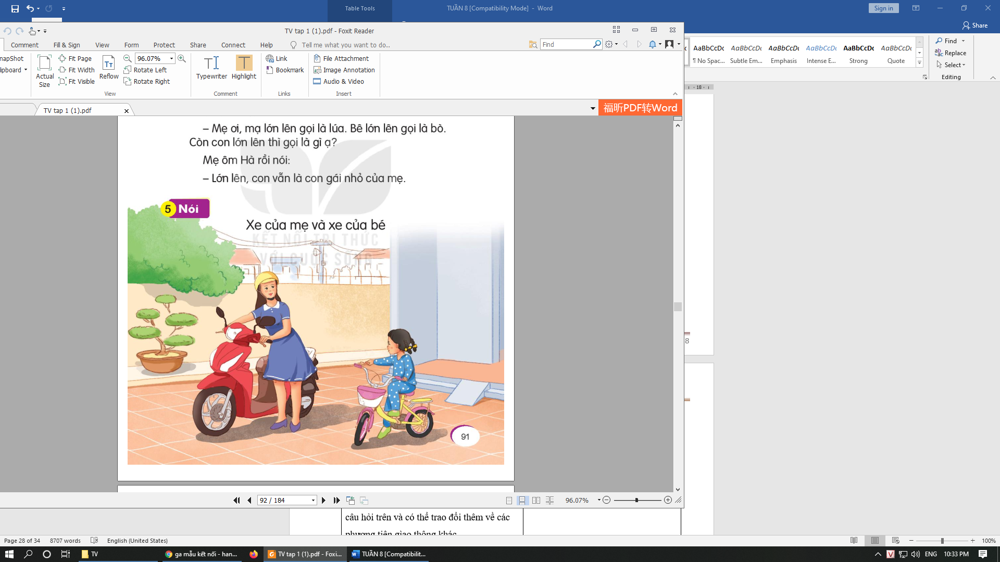 Table Tools
TUẦN 8 [Compatibility Mode] - Word
Sign in
Share
TV tap 1 (1).pdf - Foxit Reader
Comment Fill & Sign View Form Protect Share Connect Help Tell me what you want to do.. Find
Find
AaBbCcDc AaBbCcDc AaBbCcDc AaBbCcDc AaBbCcDc AaBbCcDc
¶ No Spac... Subtle Em... Emphasis Intense E... Strong Quote
Replace
Select
Editing
Fit Page 96.07% Link File Attachment
Fit Width Rotate Left Bookmark Image Annotation
Fit Visible Rotate Right Audio & Video
Actual Size
Reflow
Typewriter Highlight
View Comment Links Insert
TV tap 1 (1).pdf
福昕PDF转Word
18
– Mẹ ơi, mạ lớn lên gọi là lúa. Bê lớn lên gọi là bò.
Còn con lớn lên thì gọi là gì ạ?
Mẹ ôm Hà rồi nói:
– Lớn lên, con vẫn là con gái nhỏ của mẹ.
5 Nói
Xe của mẹ và xe của bé
KẾT NỐI TRI THỨC
VỚI CUỘC SỐNG
91
8
92 / 184
96.07%
câu hỏi trên và có thể trao đổi thêm về các
phương tiện giao thông khác
Page 28 of 34 8707 words English (United States) 100%
TV
ga mẫu kết nối - han...
TV tap 1 (1).pdf - Foxi...
TUẦN 8 [Compatibilit...
ENG 10:33 PM